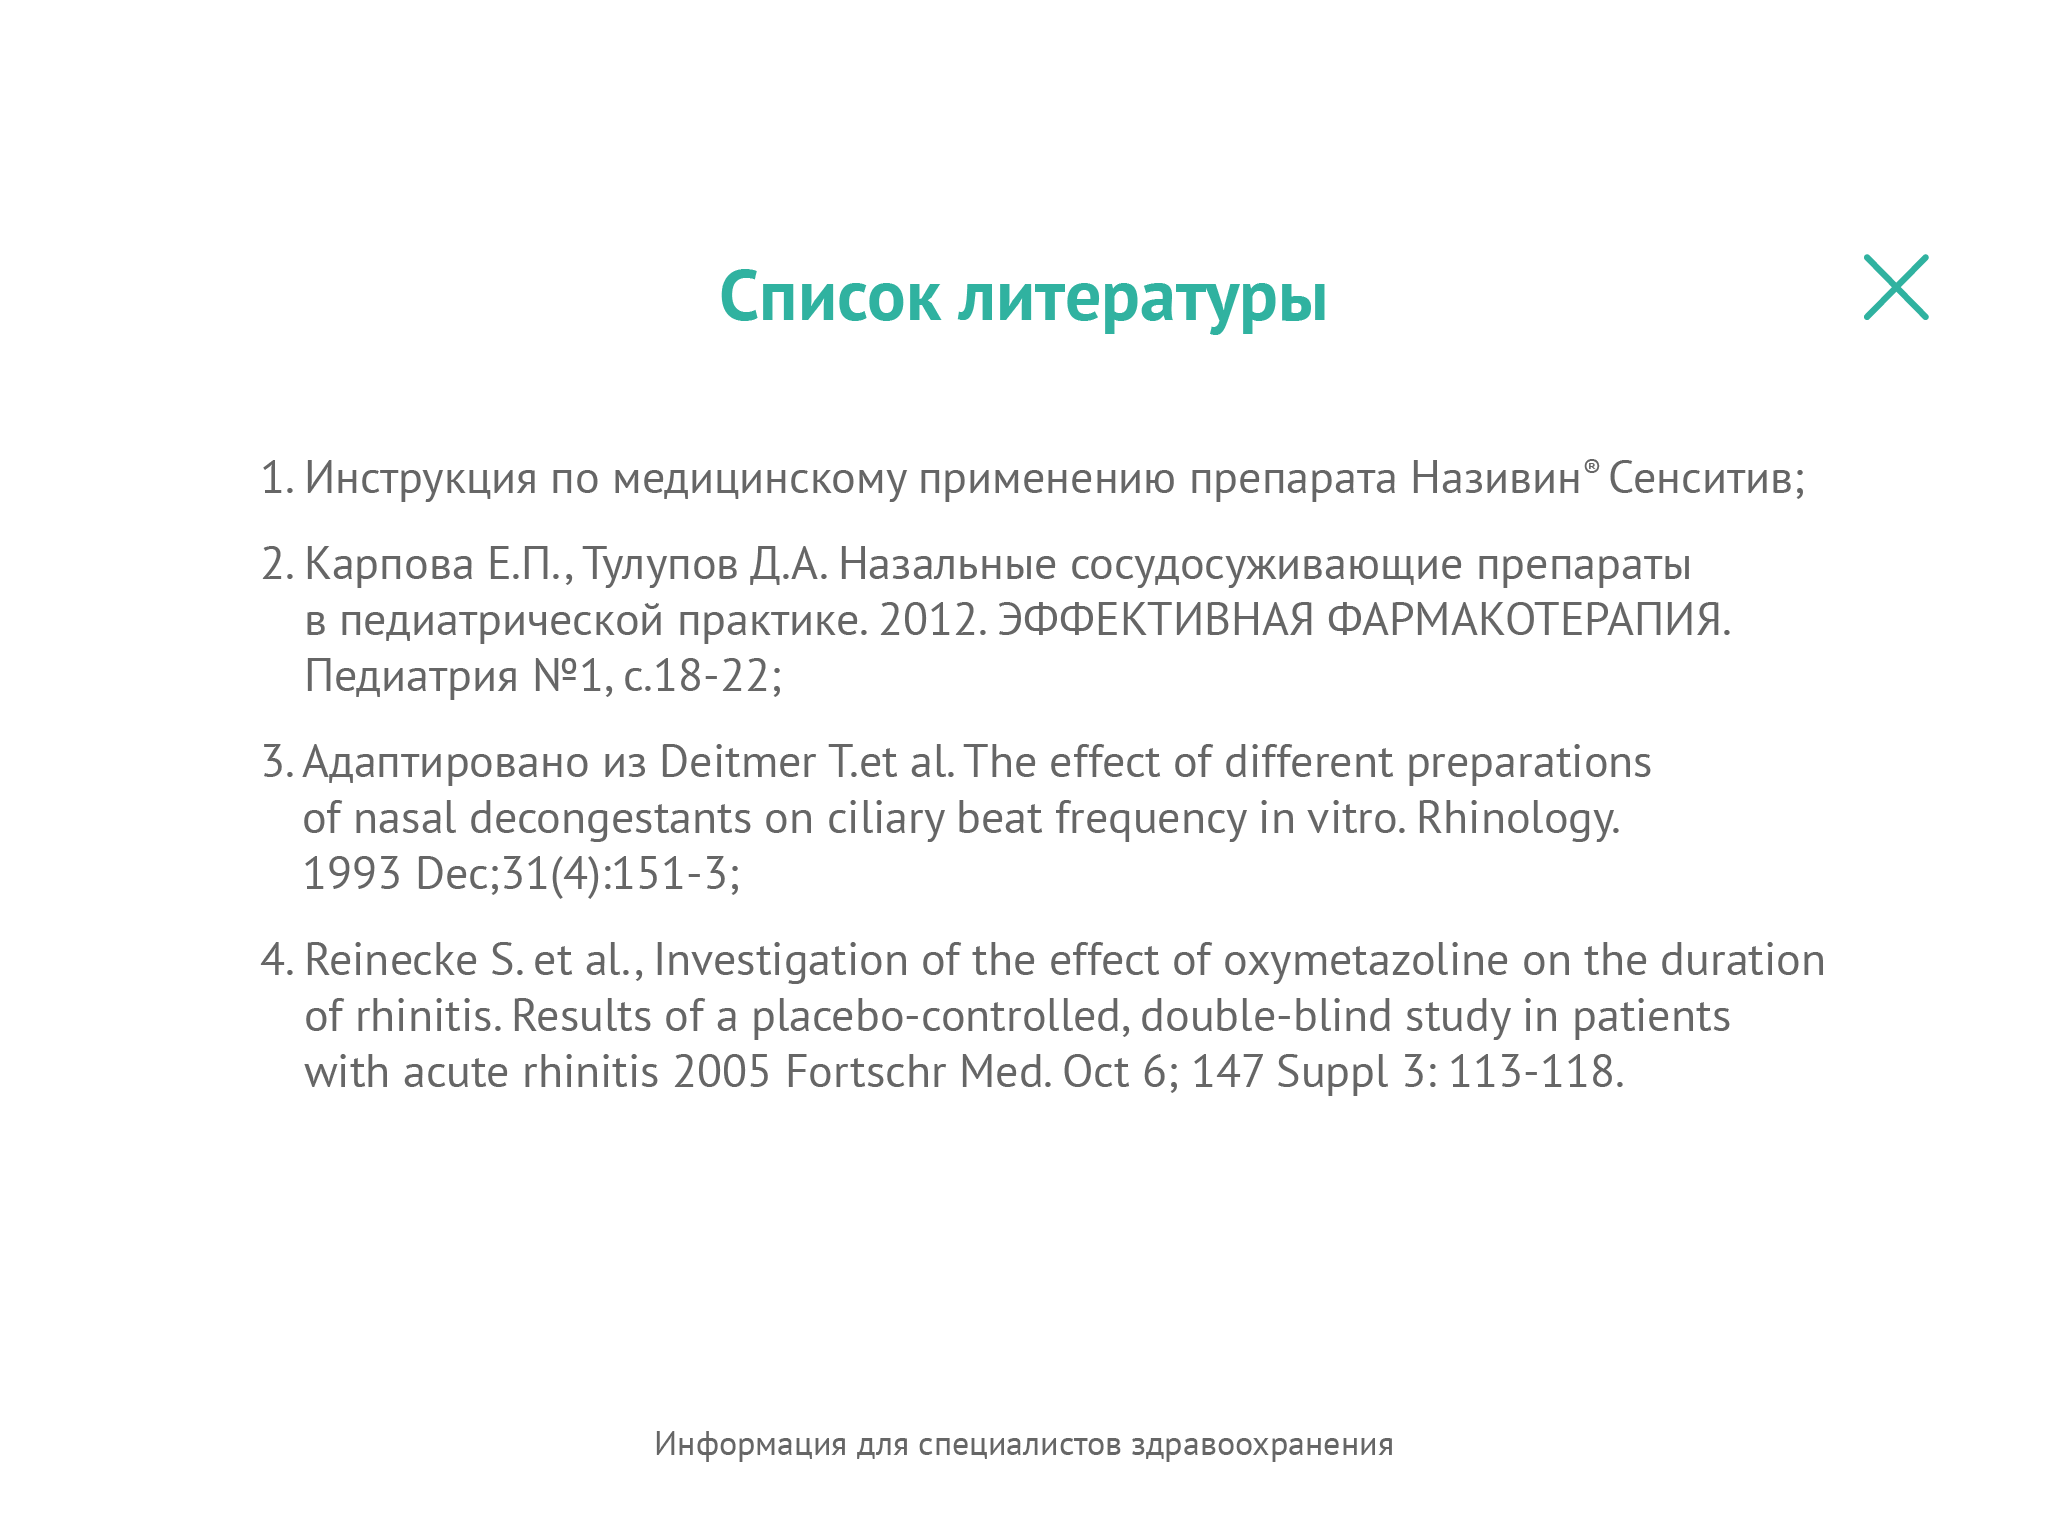 Список литературы
1. Инструкция по медицинскому применению препарата Називин® Сенситив;
2. Карпова Е.П., Тулупов Д.А. Назальные сосудосуживающие препараты
в педиатрической практике. 2012. ЭФФЕКТИВНАЯ ФАРМАКОТЕРАПИЯ.
Педиатрия №1, с.18-22;
3. Адаптировано из Deitmer T.et al. The effect of different preparations
of nasal decongestants on ciliary beat frequency in vitro. Rhinology.
1993 Dec;31(4):151-3;
4. Reinecke S. et al., Investigation of the effect of oxymetazoline on the duration
of rhinitis. Results of a placebo-controlled, double-blind study in patients
with acute rhinitis 2005 Fortschr Med. Oct 6; 147 Suppl 3: 113-118.
Информация для специалистов здравоохранения